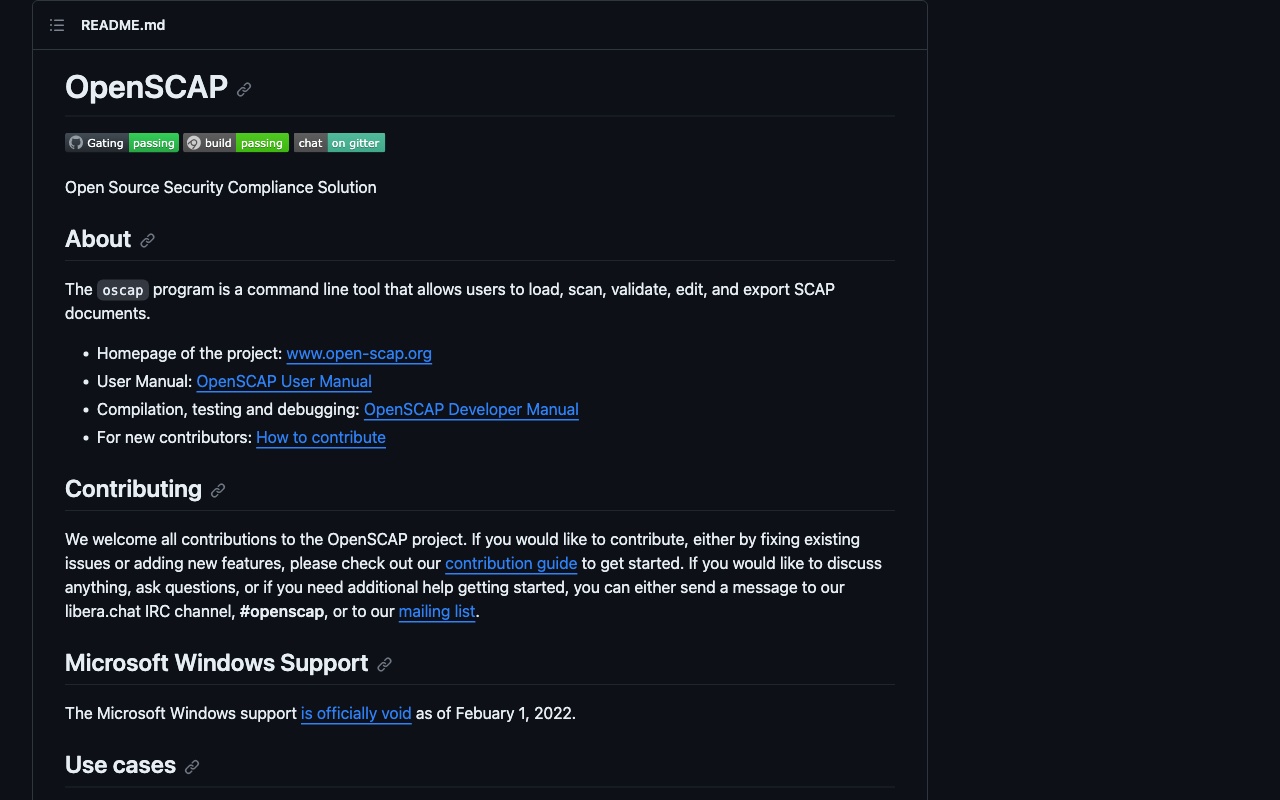 README.md
OpenSCAP
Gating passing build passing chat on gitter
Open Source Security Compliance Solution
About
The oscap program is a command line tool that allows users to load, scan, validate, edit, and export SCAP
documents.
• Homepage of the project: www.open-scap.org
• User Manual: OpenSCAP User Manual
• Compilation, testing and debugging: OpenSCAP Developer Manual
• For new contributors: How to contribute
Contributing
We welcome all contributions to the OpenSCAP project. If you would like to contribute, either by fixing existing
issues or adding new features, please check out our contribution guide to get started. If you would like to discuss
anything, ask questions, or if you need additional help getting started, you can either send a message to our
libera.chat IRC channel, #openscap, or to our mailing list.
Microsoft Windows Support
The Microsoft Windows support is officially void as of Febuary 1, 2022.
Use cases